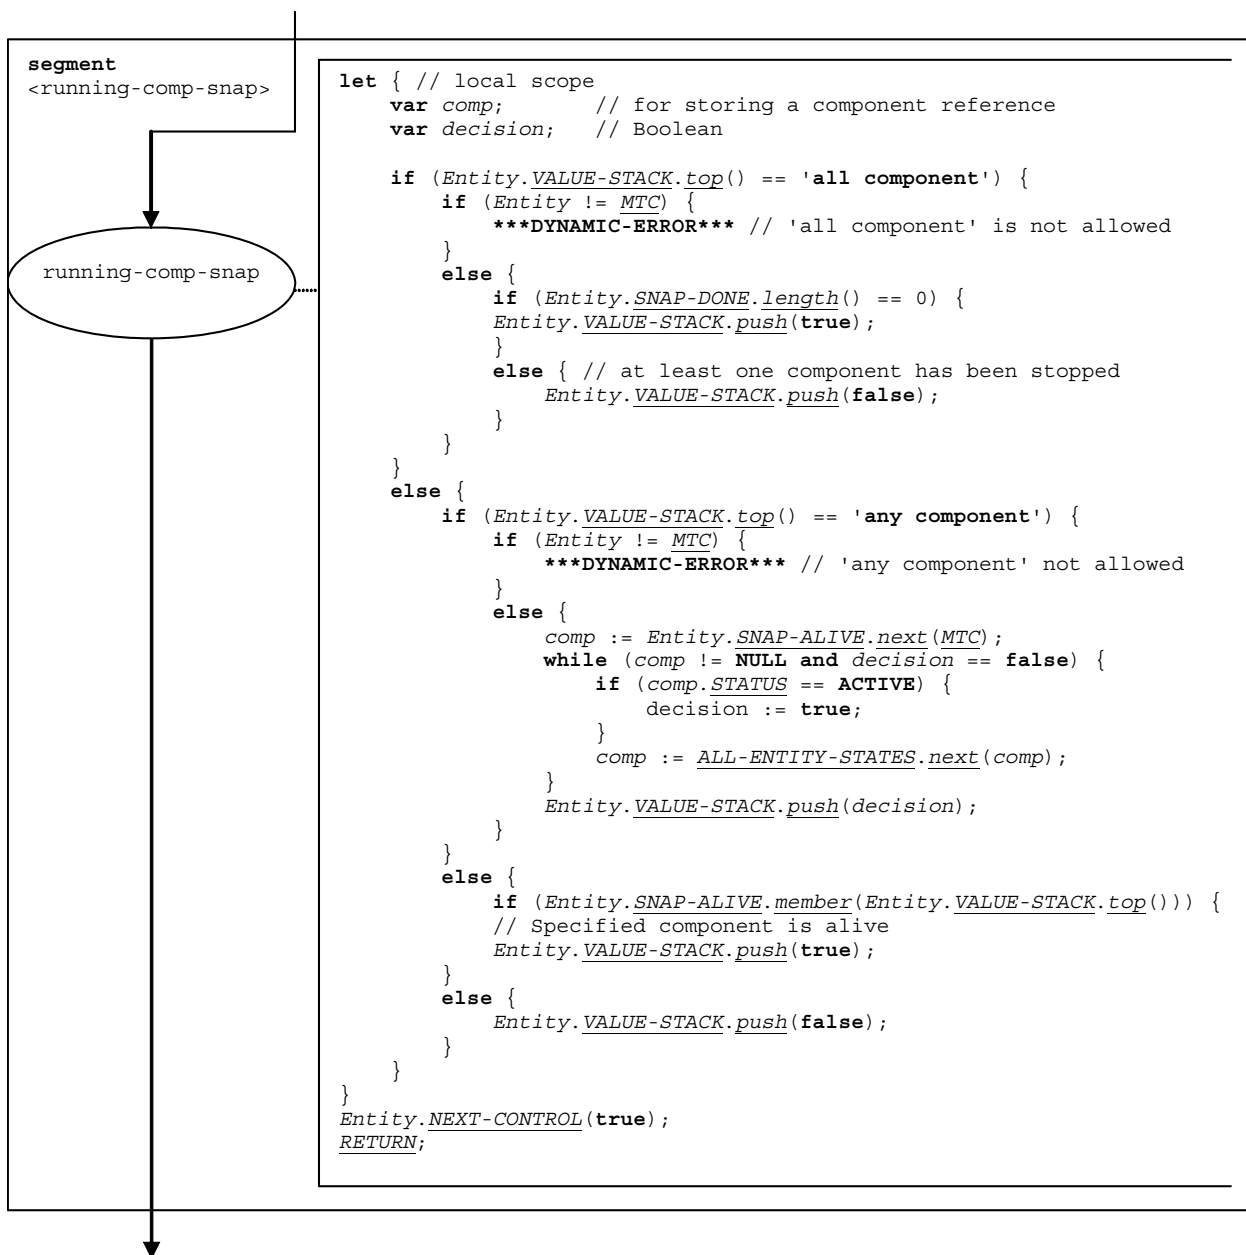 segment
<running-comp-snap>
running-comp-snap
let { // local scope
    var comp;        // for storing a component reference
    var decision;   // Boolean

    if (Entity.VALUE-STACK.top() == 'all component') {
        if (Entity != MTC) {
            ***DYNAMIC-ERROR*** // 'all component' is not allowed
        }
        else {
            if (Entity.SNAP-DONE.length() == 0) {
            Entity.VALUE-STACK.push(true);
            }
            else { // at least one component has been stopped
                Entity.VALUE-STACK.push(false);
            }
        }
    }
    else {
        if (Entity.VALUE-STACK.top() == 'any component') {
            if (Entity != MTC) {
                ***DYNAMIC-ERROR*** // 'any component' not allowed
            }
            else {
                comp := Entity.SNAP-ALIVE.next(MTC);
                while (comp != NULL and decision == false) {
                    if (comp.STATUS == ACTIVE) {
                        decision := true;
                    }
                    comp := ALL-ENTITY-STATES.next(comp);
                }
                Entity.VALUE-STACK.push(decision);
            }
        }
        else {
            if (Entity.SNAP-ALIVE.member(Entity.VALUE-STACK.top())) {
            // Specified component is alive
            Entity.VALUE-STACK.push(true);
        }
        else {
            Entity.VALUE-STACK.push(false);
        }
    }
}
Entity.NEXT-CONTROL(true);
RETURN;